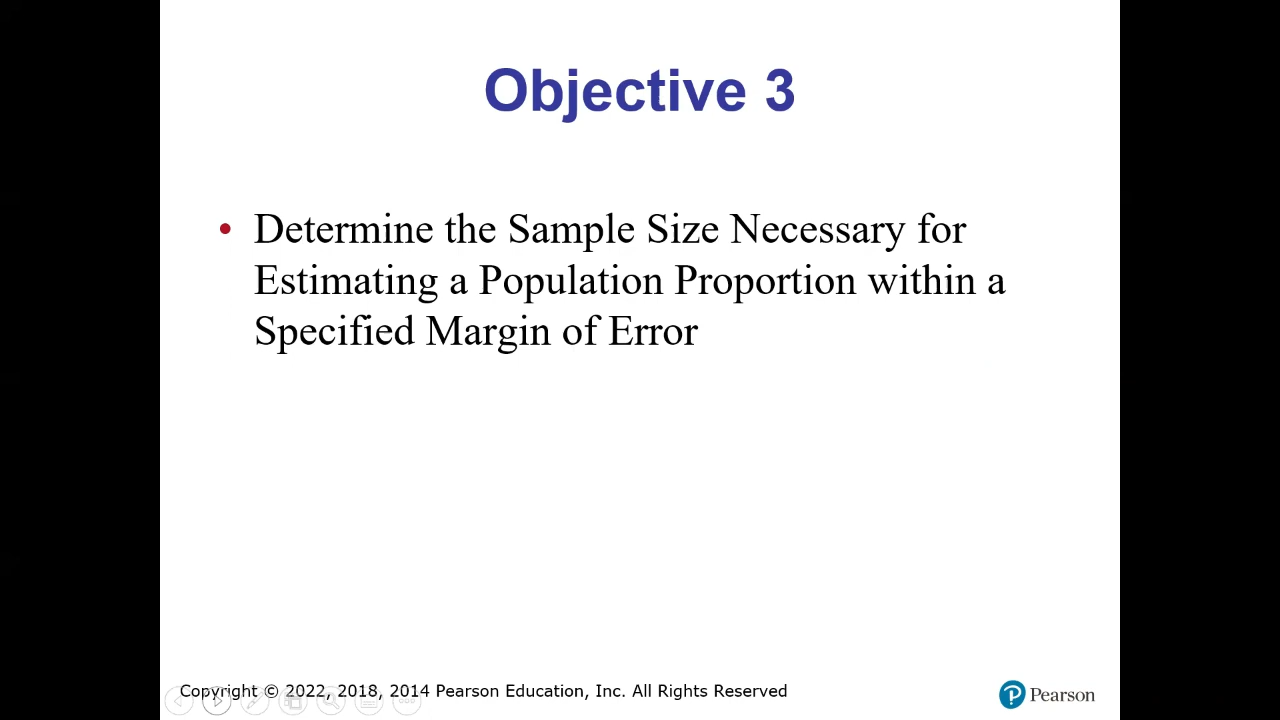 Objective 3
• Determine the Sample Size Necessary for
Estimating a Population Proportion within a
Specified Margin of Error
Copyright © 2022, 2018, 2014 Pearson Education, Inc. All Rights Reserved
P Pearson